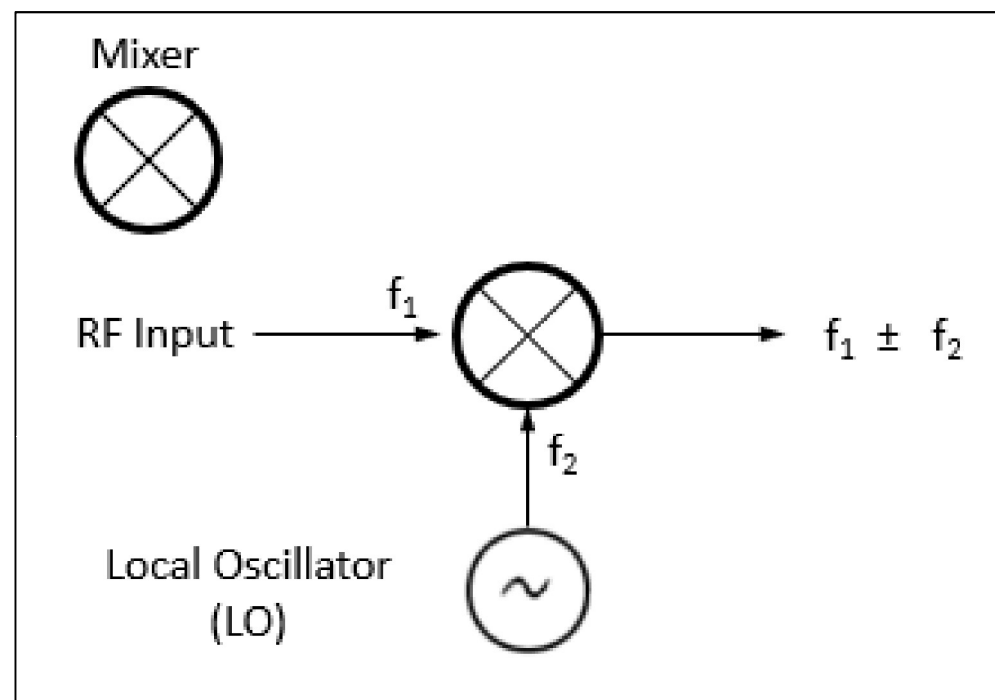 Mixer
f₁
RF Input
f₁ ± f₂
f₂
Local Oscillator
(LO)